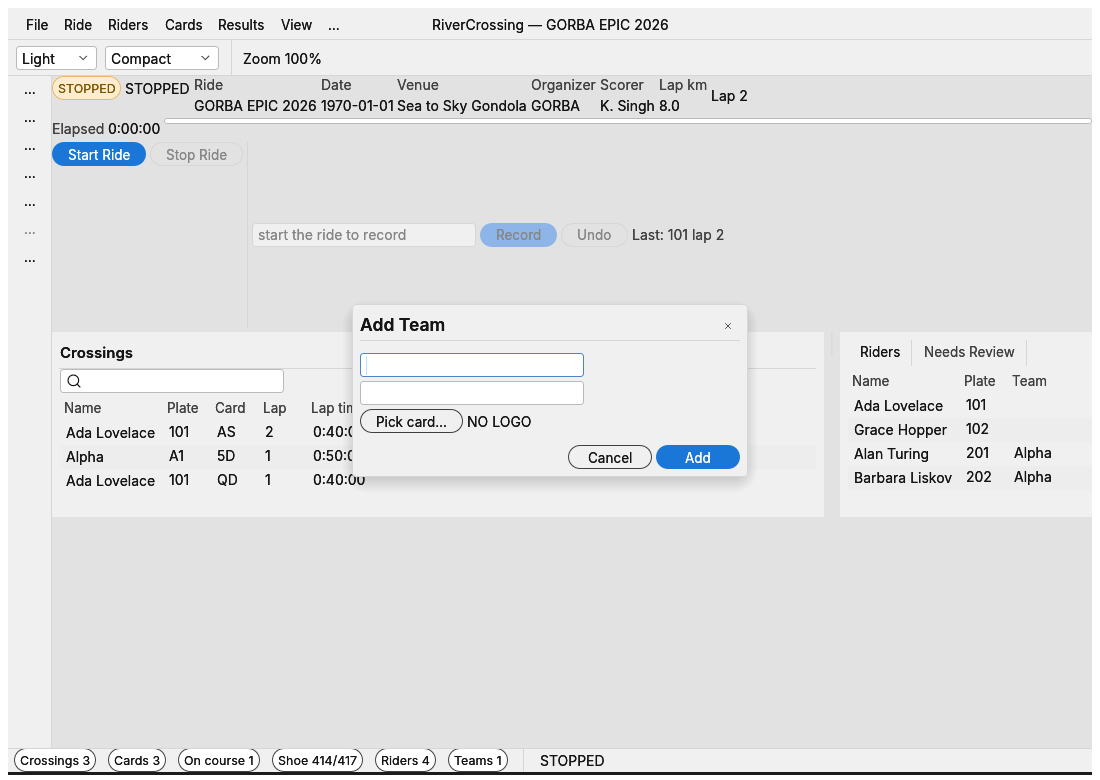 File Ride Riders Cards Results View ... RiverCrossing — GORBA EPIC 2026
Light Compact Zoom 100%
STOPPED STOPPED Ride Date Venue Organizer Scorer Lap km Lap 2
GORBA EPIC 2026 1970-01-01 Sea to Sky Gondola GORBA K. Singh 8.0
Elapsed 0:00:00
Start Ride Stop Ride
start the ride to record Record Undo Last: 101 lap 2
Add Team ×
Pick card... NO LOGO
Cancel Add
Crossings
Name Plate Card Lap Lap tim
Ada Lovelace 101 AS 2 0:40:0
Alpha A1 5D 1 0:50:0
Ada Lovelace 101 QD 1 0:40:00
Riders Needs Review
Name Plate Team
Ada Lovelace 101
Grace Hopper 102
Alan Turing 201 Alpha
Barbara Liskov 202 Alpha
...
...
...
...
...
...
...
Crossings 3 Cards 3 On course 1 Shoe 414/417 Riders 4 Teams 1 STOPPED